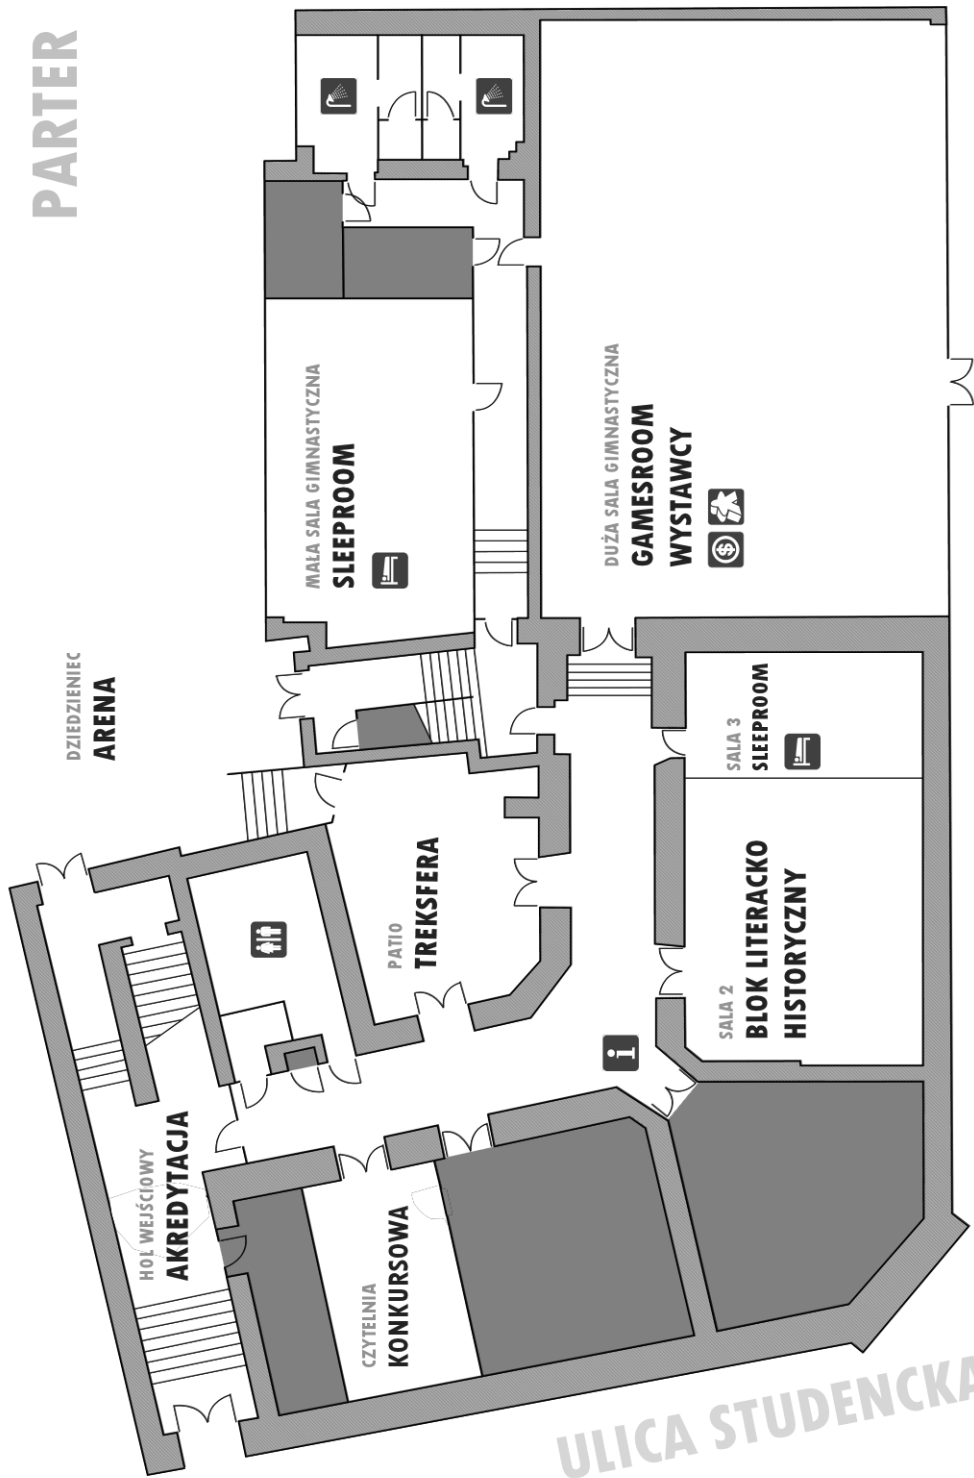 PARTER
DZIEDZIENIEC
ARENA
MAŁA SALA GIMNASTYCZNA
SLEEPROOM
DUŻA SALA GIMNASTYCZNA
GAMESROOM
WYSTAWCY
PATIO
TREKSFERA
SALA 3
SLEEPROOM
SALA 2
BLOK LITERACKO
HISTORYCZNY
HOL WEJŚCIOWY
AKREDYTACJA
CZYTELNIA
KONKURSOWA
ULICA STUDENCKA